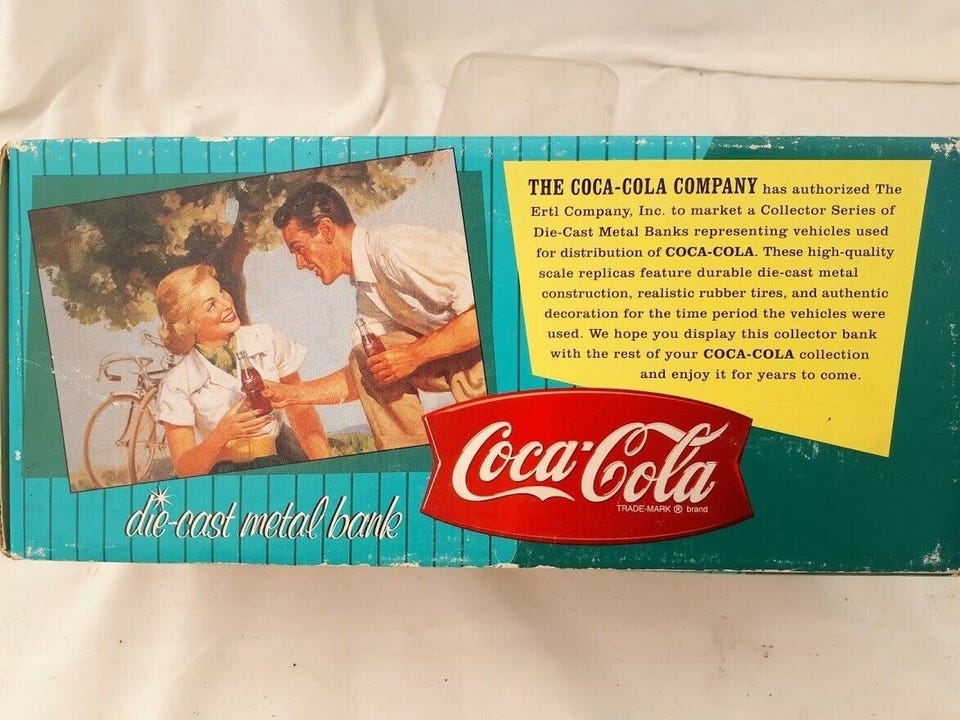 THE COCA-COLA COMPANY has authorized The
Ertl Company, Inc. to market a Collector Series of
Die-Cast Metal Banks representing vehicles used
for distribution of COCA-COLA. These high-quality
scale replicas feature durable die-cast metal
construction, realistic rubber tires, and authentic
decoration for the time period the vehicles were
used. We hope you display this collector bank
with the rest of your COCA-COLA collection
and enjoy it for years to come.
Coca-Cola
TRADE-MARK ® brand
die-cast metal bank